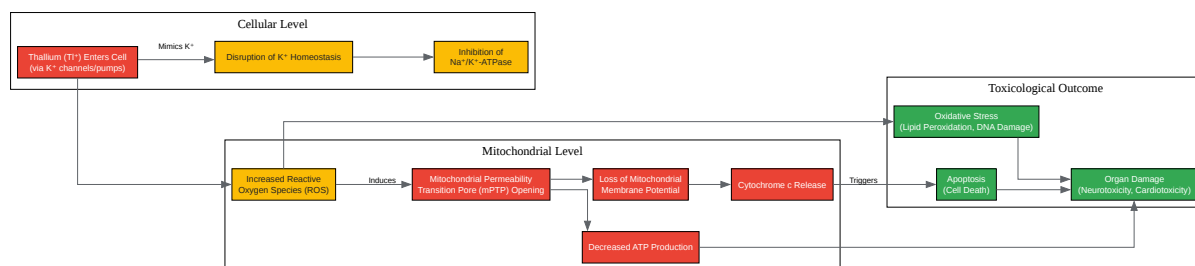 Cellular Level
Thallium (Tl⁺) Enters Cell
(via K⁺ channels/pumps)
Mimics K⁺
Disruption of K⁺ Homeostasis
Inhibition of
Na⁺/K⁺-ATPase
Toxicological Outcome
Oxidative Stress
(Lipid Peroxidation, DNA Damage)
Mitochondrial Level
Increased Reactive
Oxygen Species (ROS)
Induces
Mitochondrial Permeability
Transition Pore (mPTP) Opening
Loss of Mitochondrial
Membrane Potential
Cytochrome c Release
Triggers
Apoptosis
(Cell Death)
Organ Damage
(Neurotoxicity, Cardiotoxicity)
Decreased ATP Production